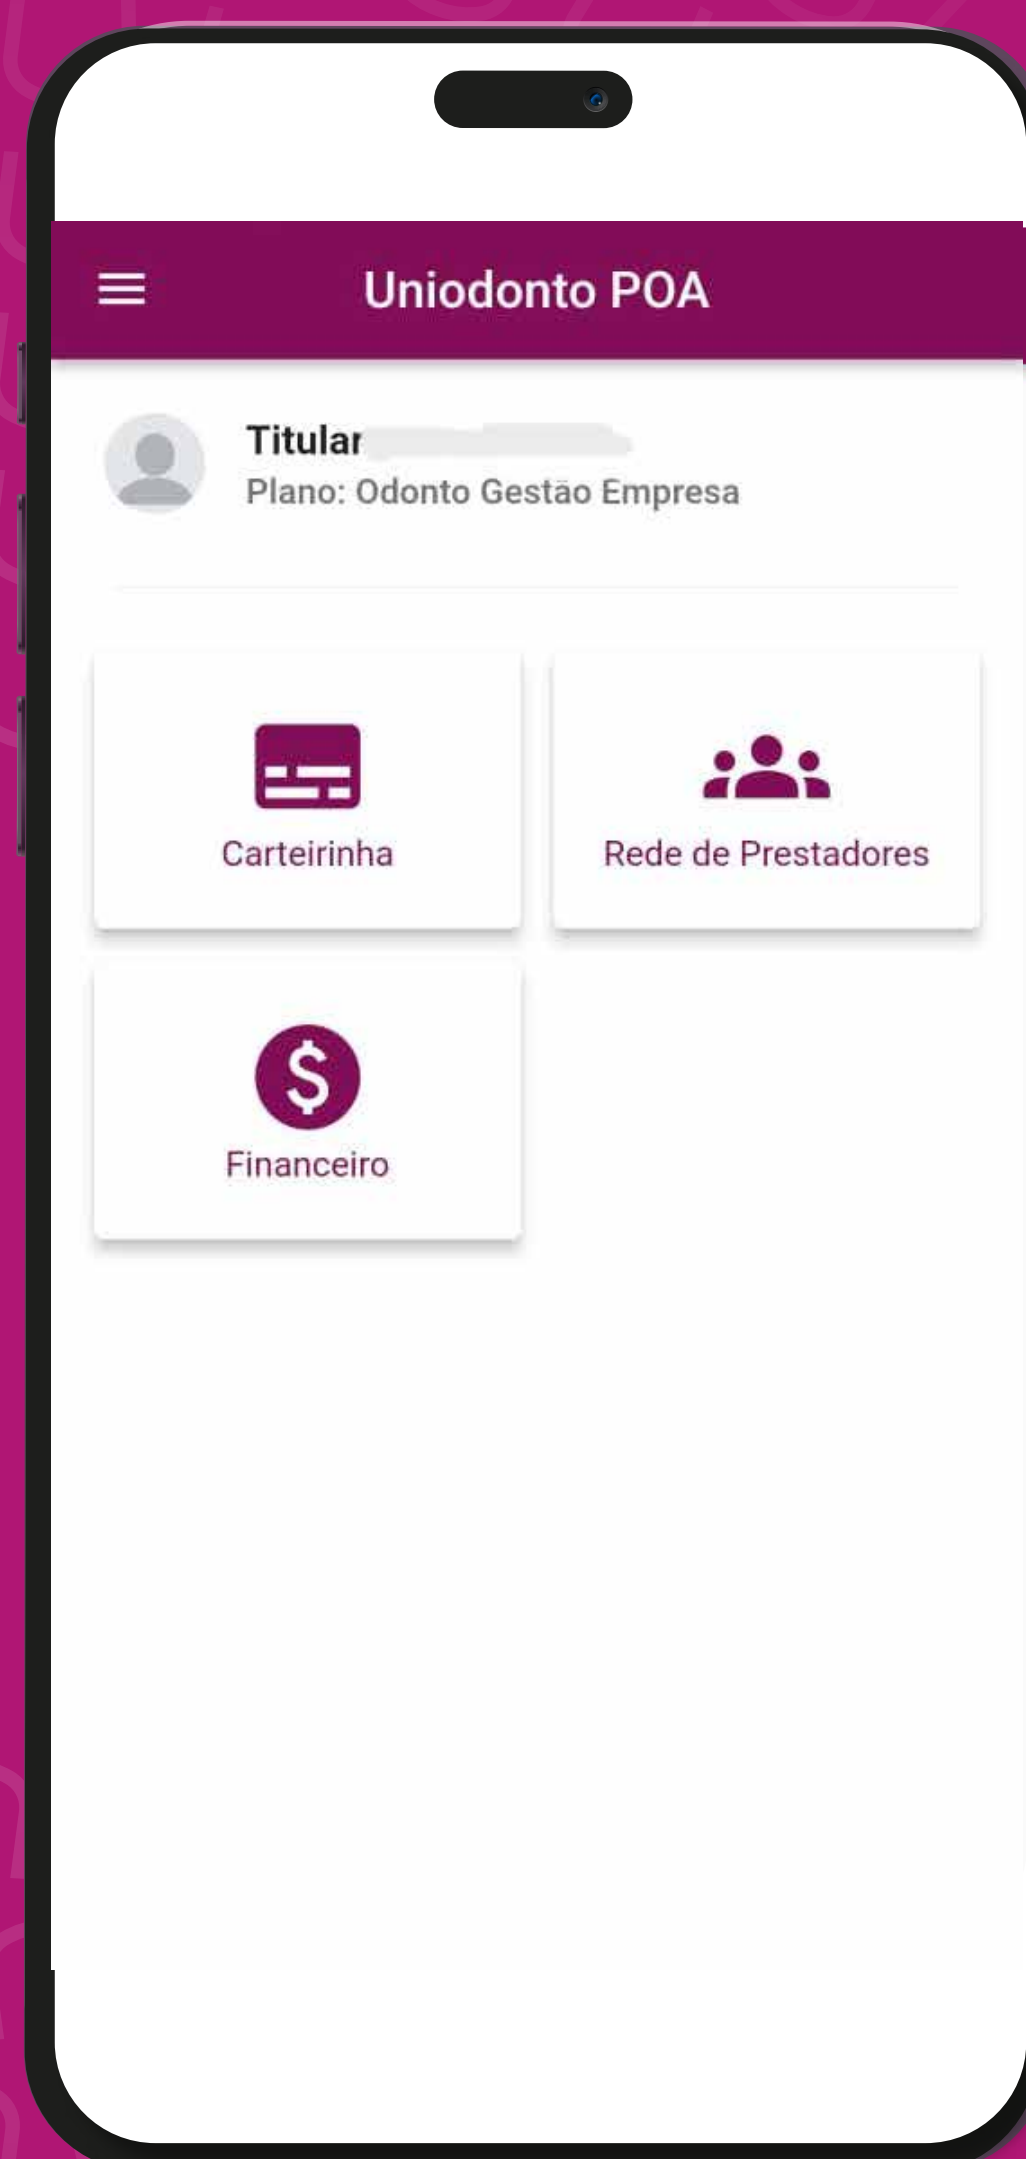 Uniodonto POA
Titular
Plano: Odonto Gestão Empresa
Carteirinha
Rede de Prestadores
Financeiro